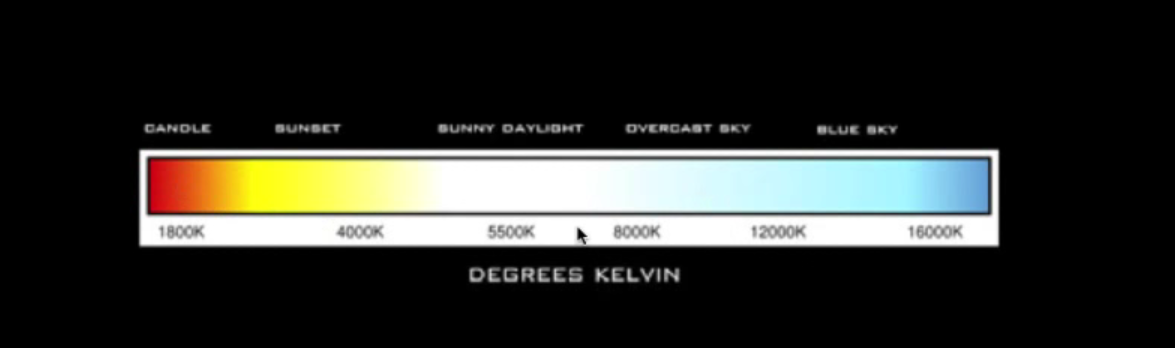 CANDLE SUNSET SUNNY DAYLIGHT OVERCAST SKY BLUE SKY
1800K 4000K 5500K 8000K 12000K 16000K
DEGREES KELVIN